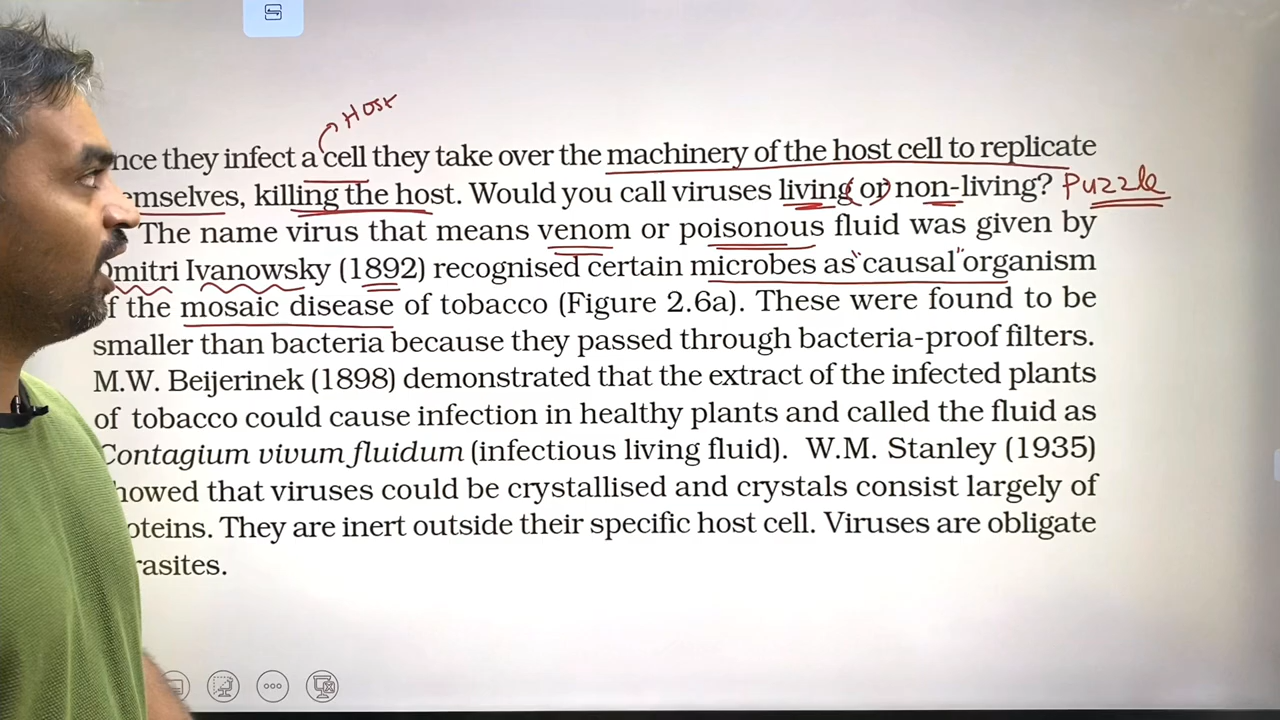 Host
nce they infect a cell they take over the machinery of the host cell to replicate
emselves, killing the host. Would you call viruses living (or) non-living? Puzzle
The name virus that means venom or poisonous fluid was given by
Dmitri Ivanowsky (1892) recognised certain microbes as "causal" organism
f the mosaic disease of tobacco (Figure 2.6a). These were found to be
smaller than bacteria because they passed through bacteria-proof filters.
M.W. Beijerinek (1898) demonstrated that the extract of the infected plants
of tobacco could cause infection in healthy plants and called the fluid as
Contagium vivum fluidum (infectious living fluid). W.M. Stanley (1935)
howed that viruses could be crystallised and crystals consist largely of
oteins. They are inert outside their specific host cell. Viruses are obligate
rasites.